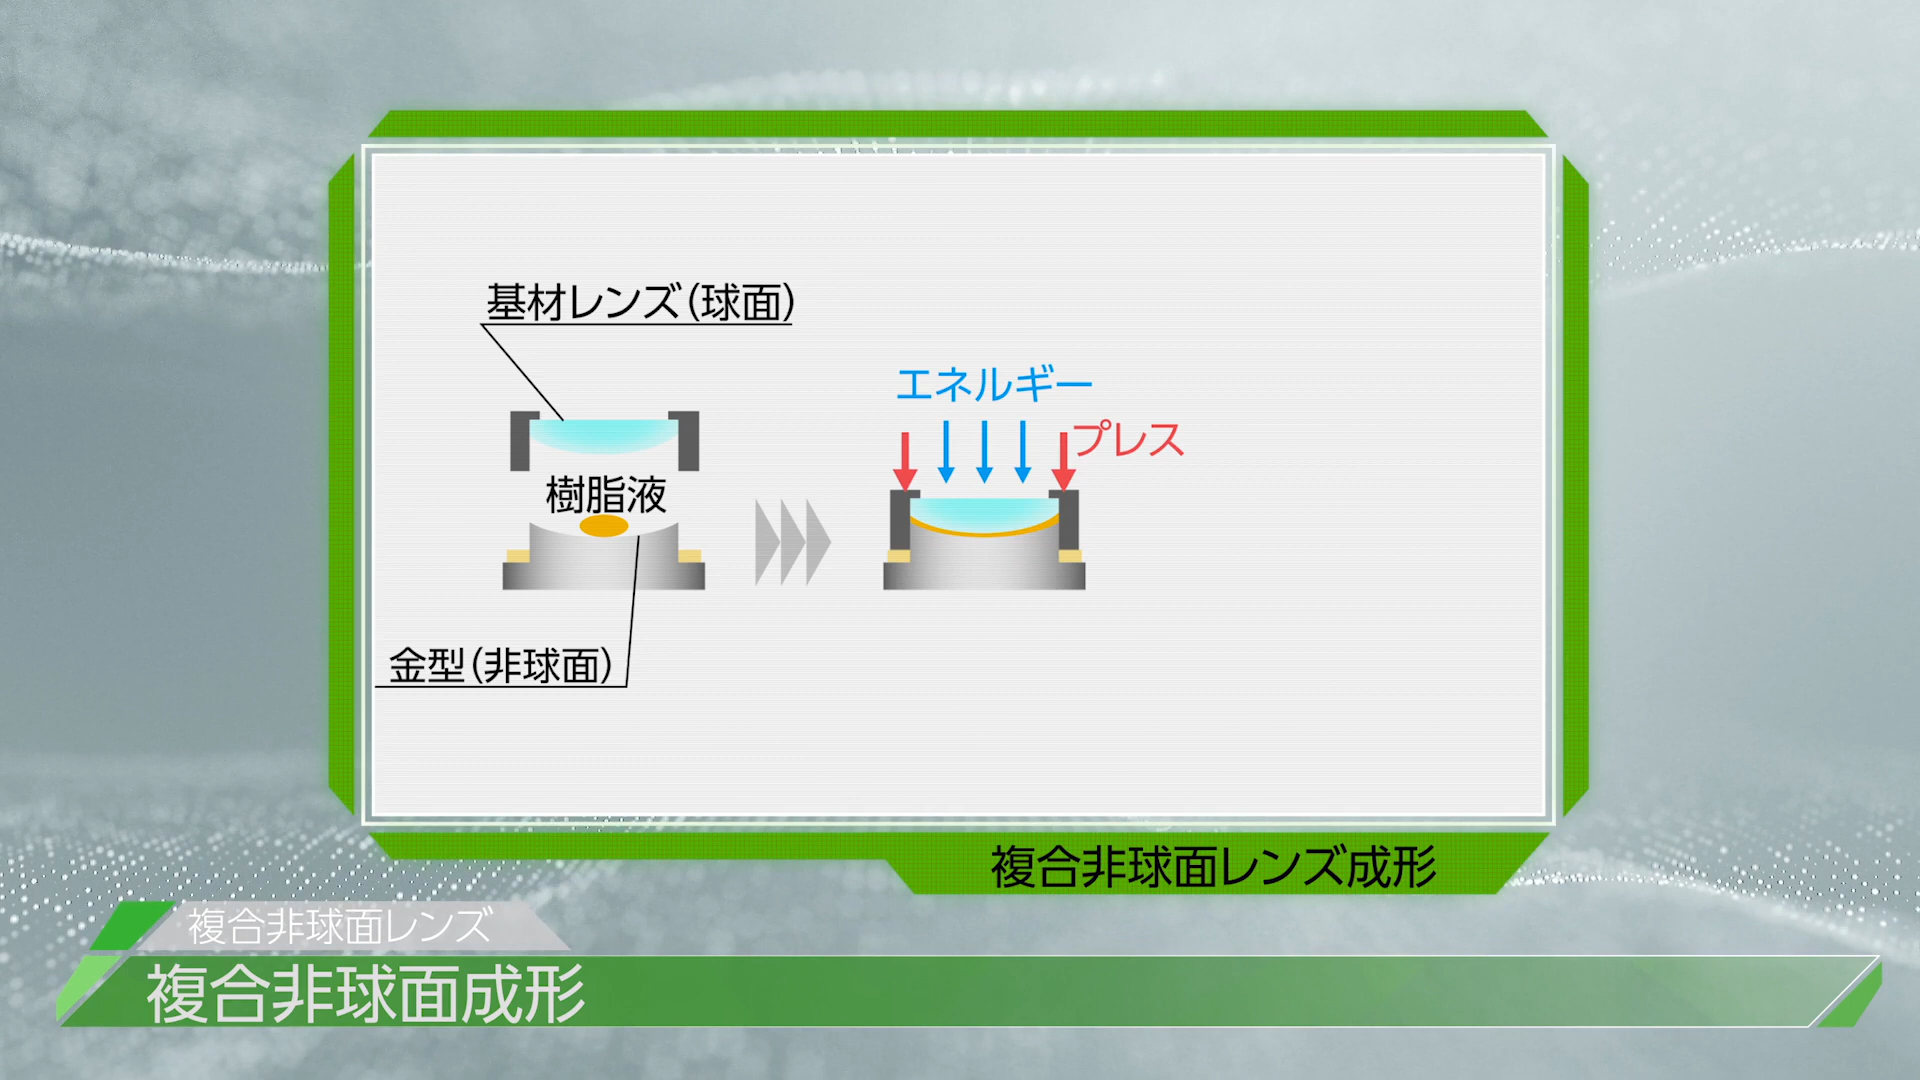 基材レンズ(球面)
エネルギー
プレス
樹脂液
金型(非球面)
複合非球面レンズ成形
複合非球面レンズ
複合非球面成形